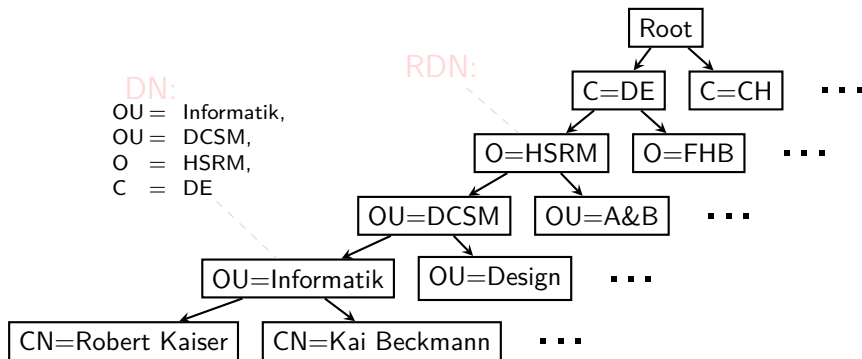 Root
RDN:
DN:
C=DE
C=CH
OU = Informatik,
OU = DCSM,
O = HSRM,
C = DE
O=HSRM
O=FHB
OU=DCSM
OU=A&B
OU=Informatik
OU=Design
CN=Robert Kaiser
CN=Kai Beckmann